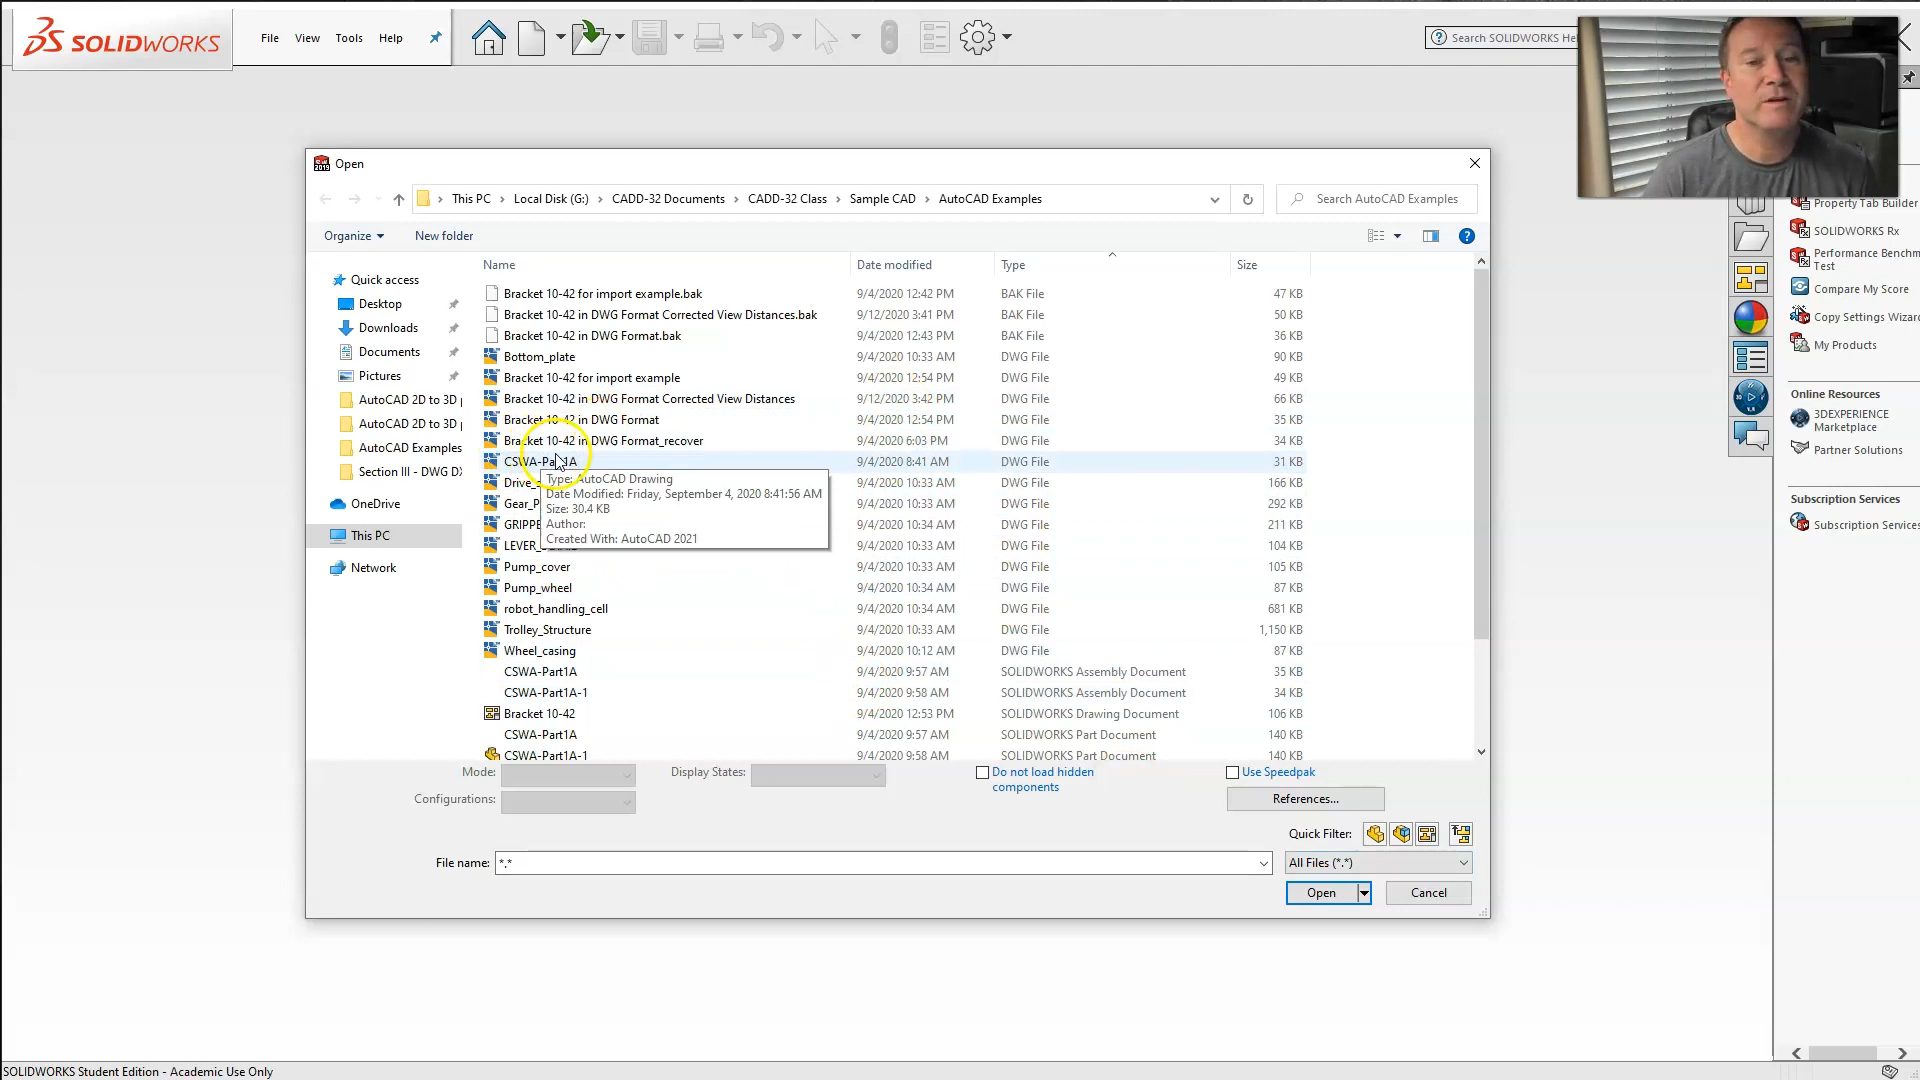 SOLIDWORKS
File View Tools Help
Search SOLIDWORKS Hel
Open
This PC > Local Disk (G:) > CADD-32 Documents > CADD-32 Class > Sample CAD > AutoCAD Examples
Search AutoCAD Examples
Organize New folder
Name Date modified Type Size
Quick access
Desktop
Downloads
Documents
Pictures
AutoCAD 2D to 3D p
AutoCAD 2D to 3D p
AutoCAD Examples
Section III - DWG DX
OneDrive
This PC
Network
Bracket 10-42 for import example.bak 9/4/2020 12:42 PM BAK File 47 KB
Bracket 10-42 in DWG Format Corrected View Distances.bak 9/12/2020 3:41 PM BAK File 50 KB
Bracket 10-42 in DWG Format.bak 9/4/2020 12:43 PM BAK File 36 KB
Bottom_plate 9/4/2020 10:33 AM DWG File 90 KB
Bracket 10-42 for import example 9/4/2020 12:54 PM DWG File 49 KB
Bracket 10-42 in DWG Format Corrected View Distances 9/12/2020 3:42 PM DWG File 66 KB
Bracket 10-42 in DWG Format 9/4/2020 12:54 PM DWG File 35 KB
Bracket 10-42 in DWG Format_recover 9/4/2020 6:03 PM DWG File 34 KB
CSWA-Part1A 9/4/2020 8:41 AM DWG File 31 KB
Drive_ 9/4/2020 10:33 AM DWG File 166 KB
Gear_P 9/4/2020 10:33 AM DWG File 292 KB
GRIPPE 9/4/2020 10:34 AM DWG File 211 KB
LEVER_ 9/4/2020 10:33 AM DWG File 104 KB
Pump_cover 9/4/2020 10:33 AM DWG File 105 KB
Pump_wheel 9/4/2020 10:34 AM DWG File 87 KB
robot_handling_cell 9/4/2020 10:34 AM DWG File 681 KB
Trolley_Structure 9/4/2020 10:33 AM DWG File 1,150 KB
Wheel_casing 9/4/2020 10:12 AM DWG File 87 KB
CSWA-Part1A 9/4/2020 9:57 AM SOLIDWORKS Assembly Document 35 KB
CSWA-Part1A-1 9/4/2020 9:58 AM SOLIDWORKS Assembly Document 34 KB
Bracket 10-42 9/4/2020 12:53 PM SOLIDWORKS Drawing Document 106 KB
CSWA-Part1A 9/4/2020 9:57 AM SOLIDWORKS Part Document 140 KB
CSWA-Part1A-1 9/4/2020 9:58 AM SOLIDWORKS Part Document 140 KB
Type: AutoCAD Drawing
Date Modified: Friday, September 4, 2020 8:41:56 AM
Size: 30.4 KB
Author:
Created With: AutoCAD 2021
Mode: Display States: Do not load hidden components Use Speedpak
Configurations: References...
Quick Filter:
File name: *.* All Files (*.*)
Open Cancel
Property Tab Builder
SOLIDWORKS Rx
Performance Benchm
Test
Compare My Score
Copy Settings Wizar
My Products
Online Resources
3DEXPERIENCE
Marketplace
Partner Solutions
Subscription Services
Subscription Services
SOLIDWORKS Student Edition - Academic Use Only